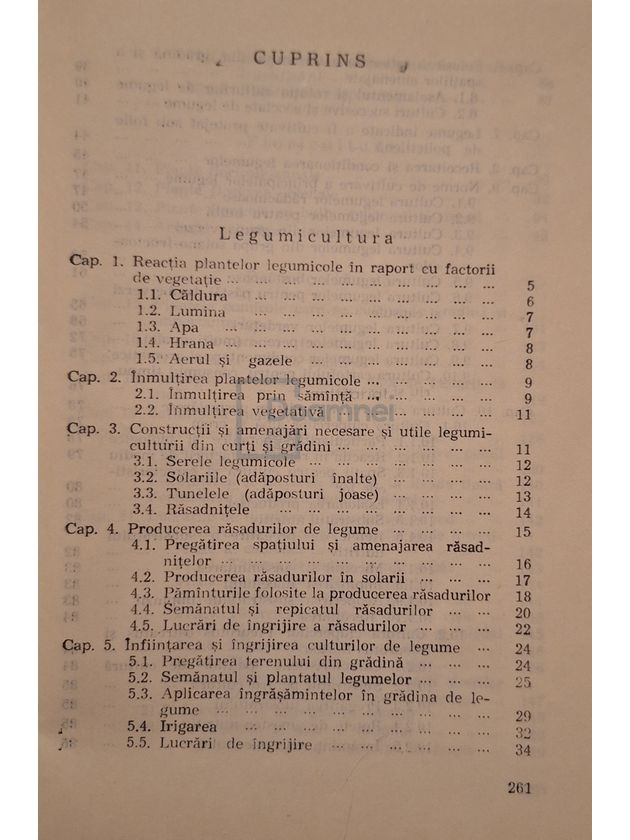 CUPRINS
Legumicultura
Cap. 1. Reacția plantelor legumicole în raport cu factorii
de vegetație ... ... ... ... ... ... ... ... ... ... 5
1.1. Căldura ... ... ... ... ... ... ... ... ... 6
1.2. Lumina ... ... ... ... ... ... ... ... 7
1.3. Apa ... ... ... ... ... ... ... ... ... 7
1.4. Hrana ... ... ... ... ... ... ... ... ... 8
1.5. Aerul și gazele ... ... ... ... ... ... 8
Cap. 2. Înmulțirea plantelor legumicole ... ... ... ... 9
2.1. Înmulțirea prin sămînță ... ... ... ... 9
2.2. Înmulțirea vegetativă ... ... ... ... 11
Cap. 3. Construcții și amenajări necesare și utile legumi-
culturii din curți și grădini ... ... ... ... ... 11
3.1. Serele legumicole ... ... ... ... ... ... 12
3.2. Solariile (adăposturi înalte) ... ... ... 12
3.3. Tunelele (adăposturi joase) ... ... ... 13
3.4. Răsadnițele ... ... ... ... ... ... ... 14
Cap. 4. Producerea răsadurilor de legume ... ... ... 15
4.1. Pregătirea spațiului și amenajarea răsad-
nițelor ... ... ... ... ... ... ... ... ... 16
4.2. Producerea răsadurilor în solarii ... ... ... 17
4.3. Pămînturile folosite la producerea răsadurilor 18
4.4. Semănatul și repicatul răsadurilor ... ... 20
4.5. Lucrări de îngrijire a răsadurilor ... ... ... 22
Cap. 5. Înființarea și îngrijirea culturilor de legume ... 24
5.1. Pregătirea terenului din grădină ... ... ... 24
5.2. Semănatul și plantatul legumelor ... ... ... 25
5.3. Aplicarea îngrășămintelor în grădina de le-
gume ... ... ... ... ... ... ... ... ... ... 29
5.4. Irigarea ... ... ... ... ... ... ... ... 32
5.5. Lucrări de îngrijire ... ... ... ... ... ... 34
261